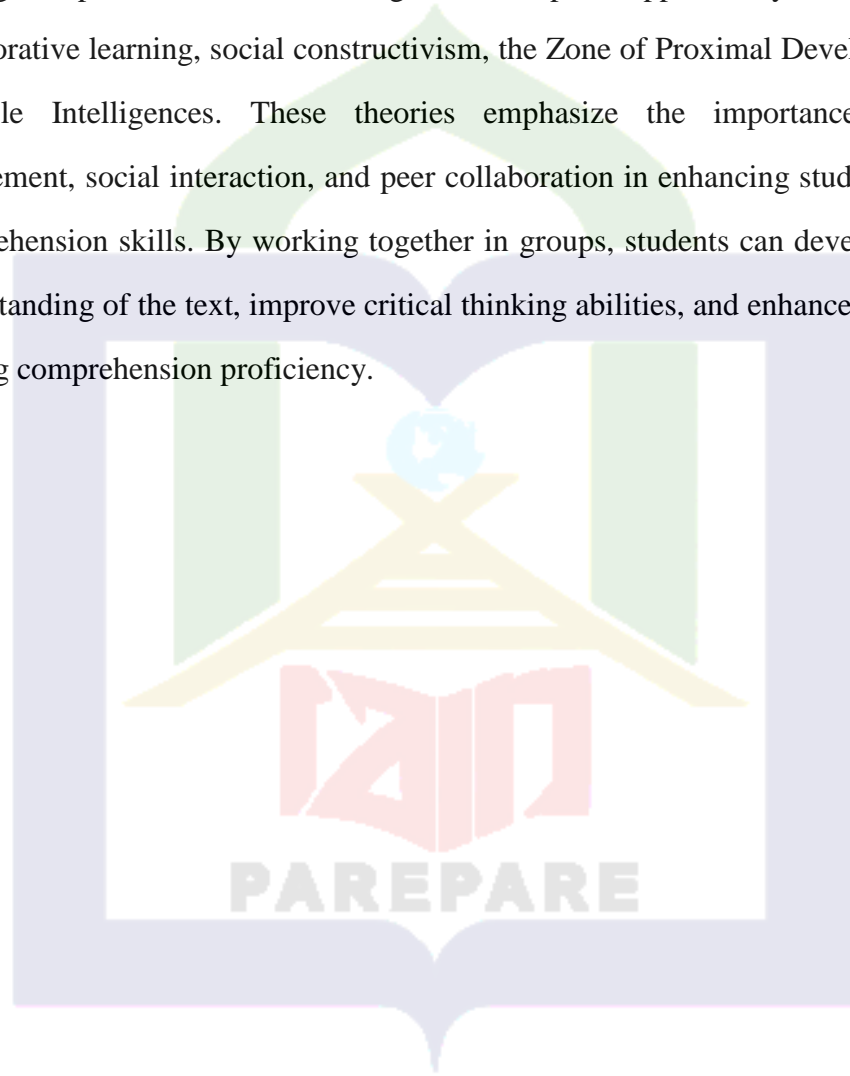 orative learning, social constructivism, the Zone of Proximal Devel
le Intelligences. These theories emphasize the importance
ement, social interaction, and peer collaboration in enhancing stud
ehension skills. By working together in groups, students can deve
tanding of the text, improve critical thinking abilities, and enhance
g comprehension proficiency.
PAREPARE